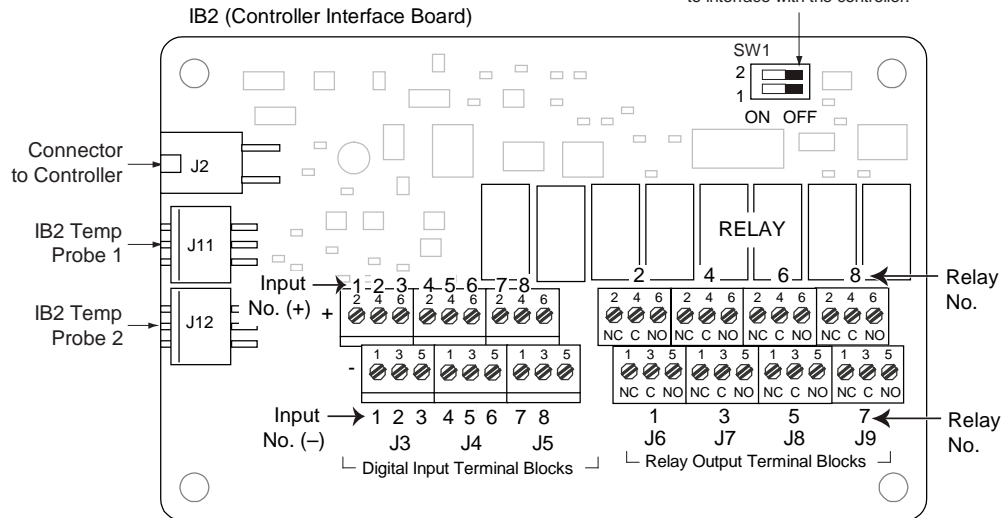 to interface with the controller.
IB2 (Controller Interface Board)
SW1
2
1
ON OFF
Connector
to Controller
J2
IB2 Temp
Probe 1
J11
IB2 Temp
Probe 2
J12
RELAY
Input
No. (+)
1 2 3 4 5 6 7 8
+
2 4 6 2 4 6 2 4 6
2 4 6 8
Relay
No.
2 4 6 2 4 6 2 4 6 2 4 6
NC C NO NC C NO NC C NO NC C NO
-
1 3 5 1 3 5 1 3 5
1 3 5 1 3 5 1 3 5 1 3 5
NC C NO NC C NO NC C NO NC C NO
Input
No. (–)
1 2 3 4 5 6 7 8
J3 J4 J5
Digital Input Terminal Blocks
1 3 5 7
J6 J7 J8 J9
Relay
No.
Relay Output Terminal Blocks